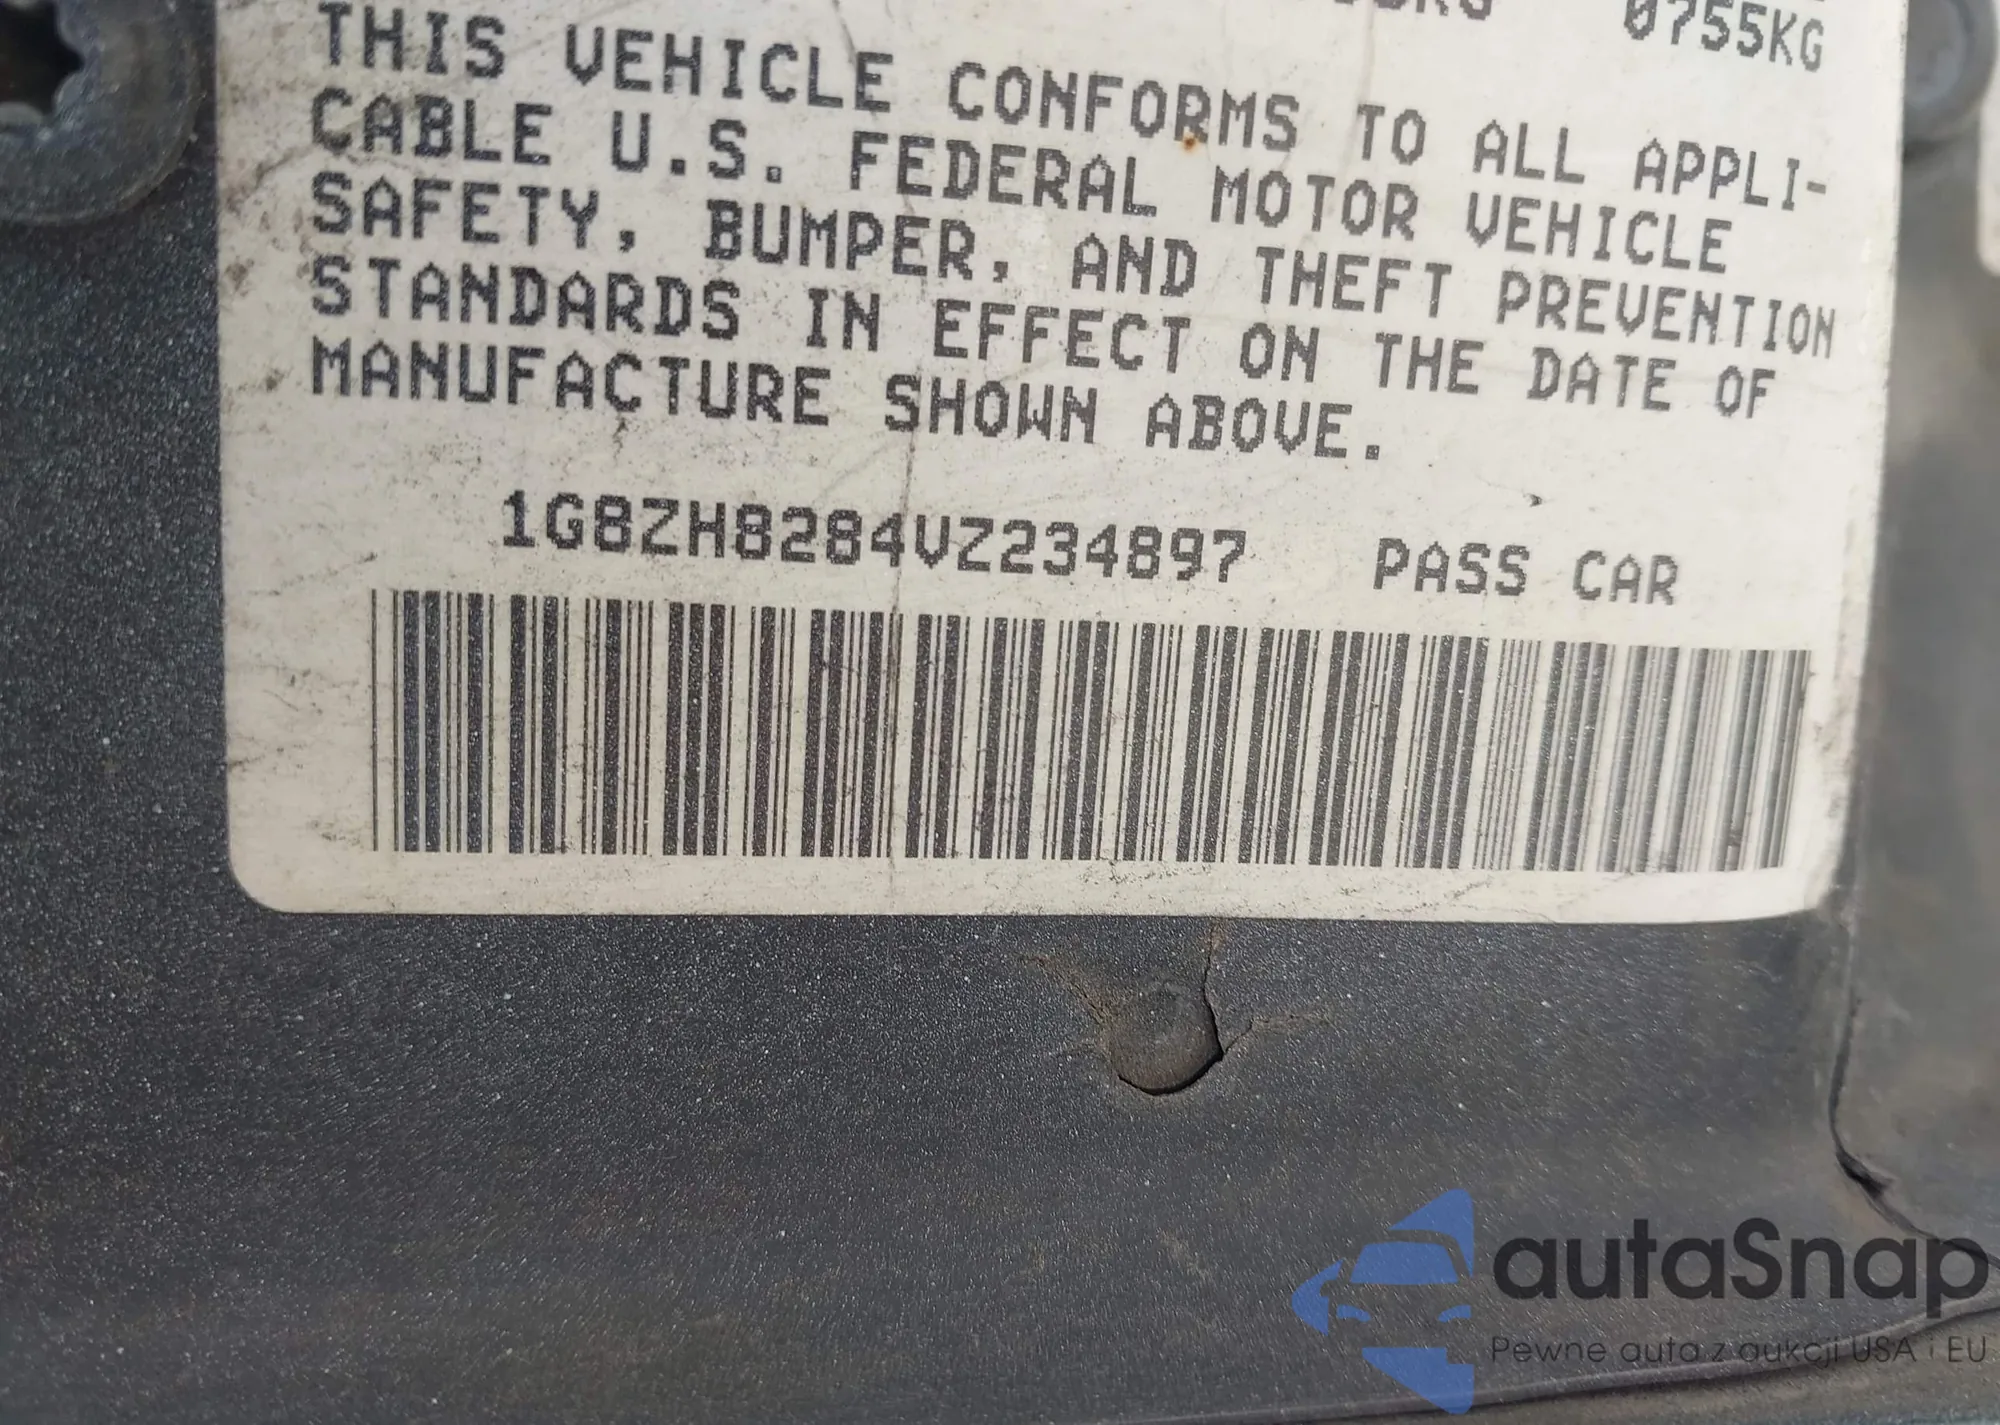 0755KG
THIS VEHICLE CONFORMS TO ALL APPLI-
CABLE U.S. FEDERAL MOTOR VEHICLE
SAFETY, BUMPER, AND THEFT PREVENTION
STANDARDS IN EFFECT ON THE DATE OF
MANUFACTURE SHOWN ABOVE.
1G8ZH8284VZ234897 PASS CAR
autaSnap
Pewne auta z aukcji USA i EU